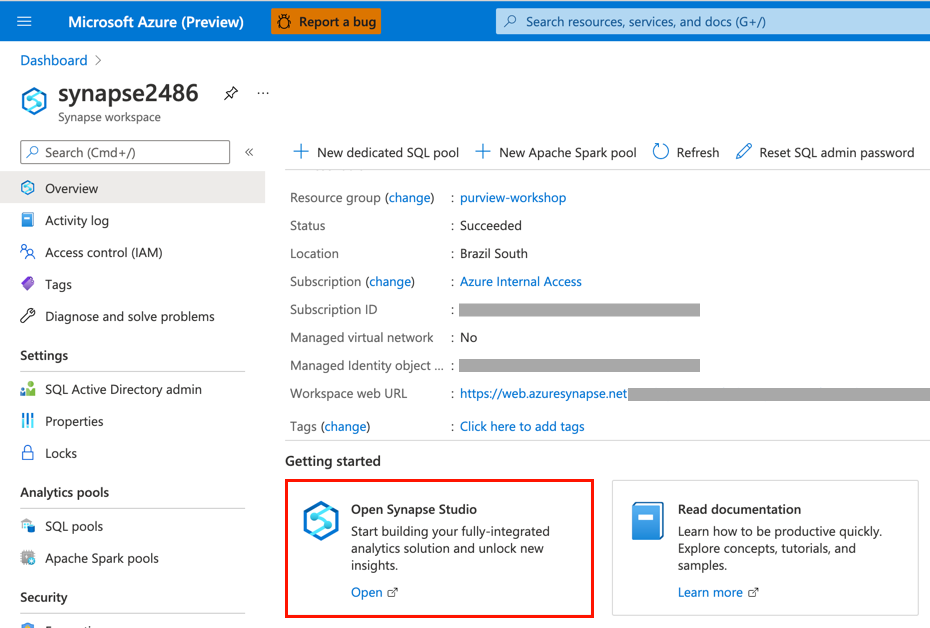 Microsoft Azure (Preview)
Report a bug
Search resources, services, and docs (G+/)
Dashboard
synapse2486
Synapse workspace
Search (Cmd+/)
Overview
Activity log
Access control (IAM)
Tags
Diagnose and solve problems
Settings
SQL Active Directory admin
Properties
Locks
Analytics pools
SQL pools
Apache Spark pools
Security
New dedicated SQL pool
New Apache Spark pool
Refresh
Reset SQL admin password
Resource group (change) : purview-workshop
Status : Succeeded
Location : Brazil South
Subscription (change) : Azure Internal Access
Subscription ID :
Managed virtual network : No
Managed Identity object ... :
Workspace web URL : https://web.azuresynapse.net
Tags (change) : Click here to add tags
Getting started
Open Synapse Studio
Start building your fully-integrated
analytics solution and unlock new
insights.
Open
Read documentation
Learn how to be productive quickly.
Explore concepts, tutorials, and
samples.
Learn more